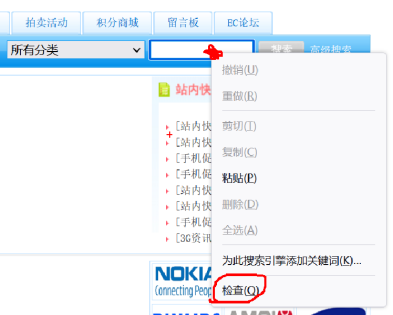 拍卖活动 积分商城 留言板 EC论坛
所有分类 搜索 高级搜索
站内快
[站内快
[站内快
[手机促
[手机促
[站内快
[站内快
[手机促
[3G资讯
撤销(U)
重做(R)
剪切(T)
复制(C)
粘贴(P)
删除(D)
全选(A)
为此搜索引擎添加关键词(K)...
检查(Q)
NOKIA
Connecting Peop